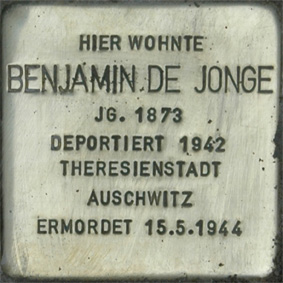 HIER WOHNTE
BENJAMIN DE JONGE
JG. 1873
DEPORTIERT 1942
THERESIENSTADT
AUSCHWITZ
ERMORDET 15.5.1944